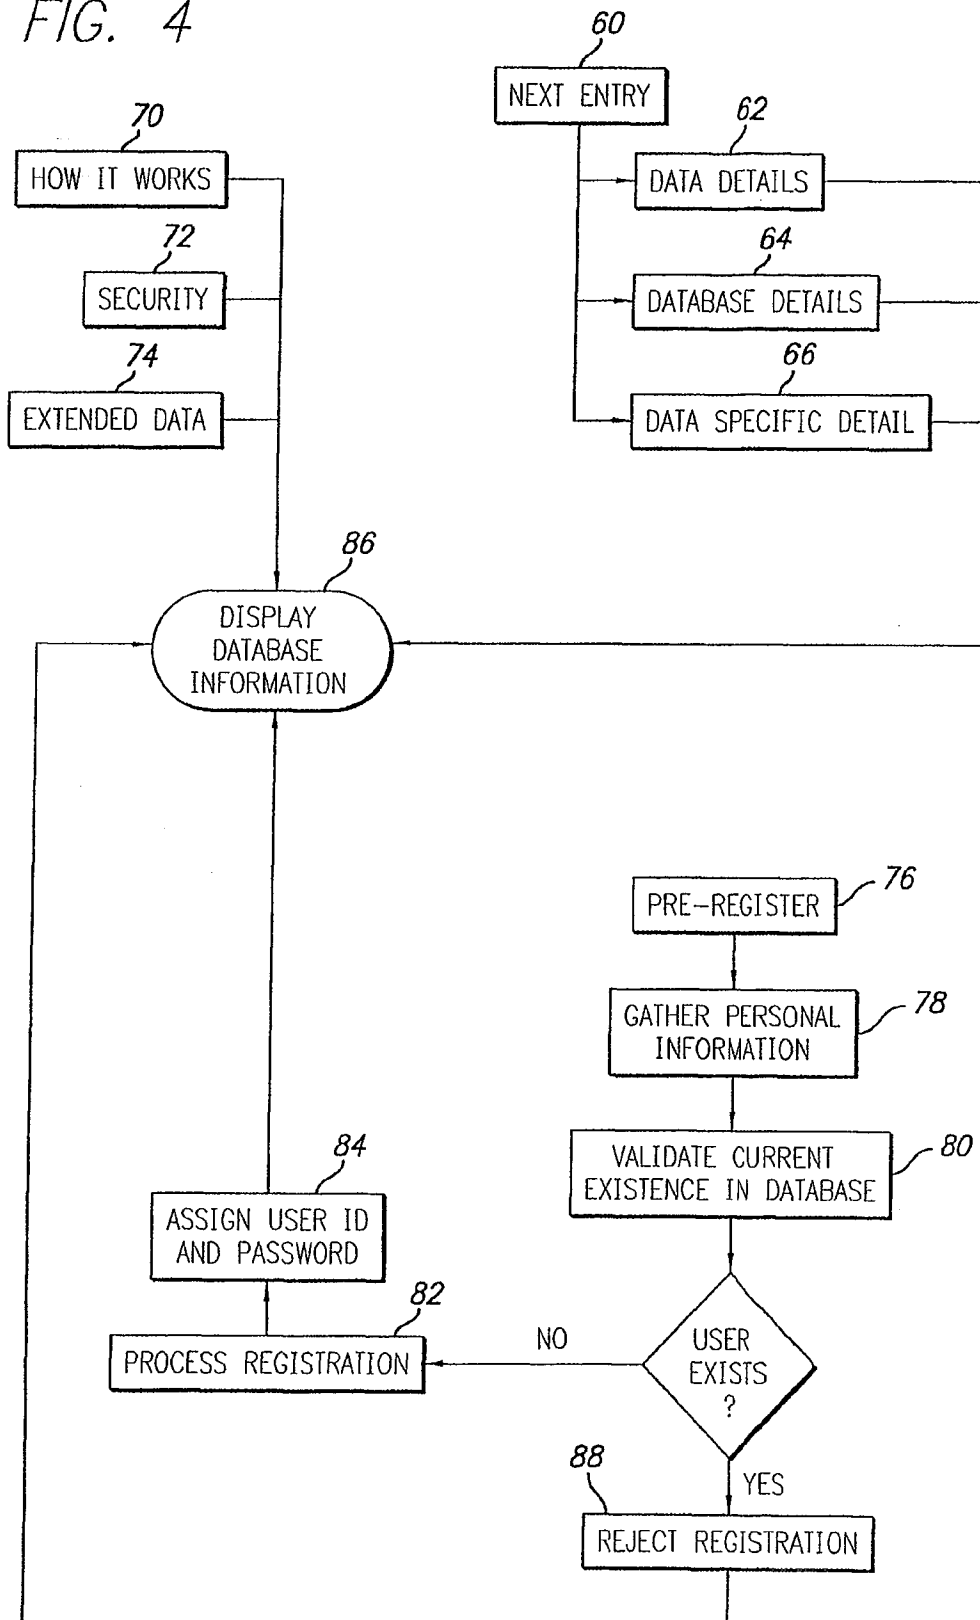 FIG. 4
60
NEXT ENTRY
62
DATA DETAILS
64
DATABASE DETAILS
66
DATA SPECIFIC DETAIL
70
HOW IT WORKS
72
SECURITY
74
EXTENDED DATA
86
DISPLAY
DATABASE
INFORMATION
76
PRE-REGISTER
78
GATHER PERSONAL
INFORMATION
80
VALIDATE CURRENT
EXISTENCE IN DATABASE
84
ASSIGN USER ID
AND PASSWORD
82
PROCESS REGISTRATION
NO
USER
EXISTS
?
YES
88
REJECT REGISTRATION